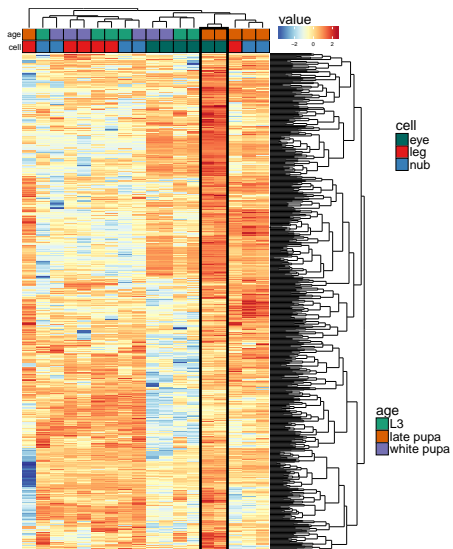 value
-2 0 2
age
cell
cell
eye
leg
nub
age
L3
late pupa
white pupa